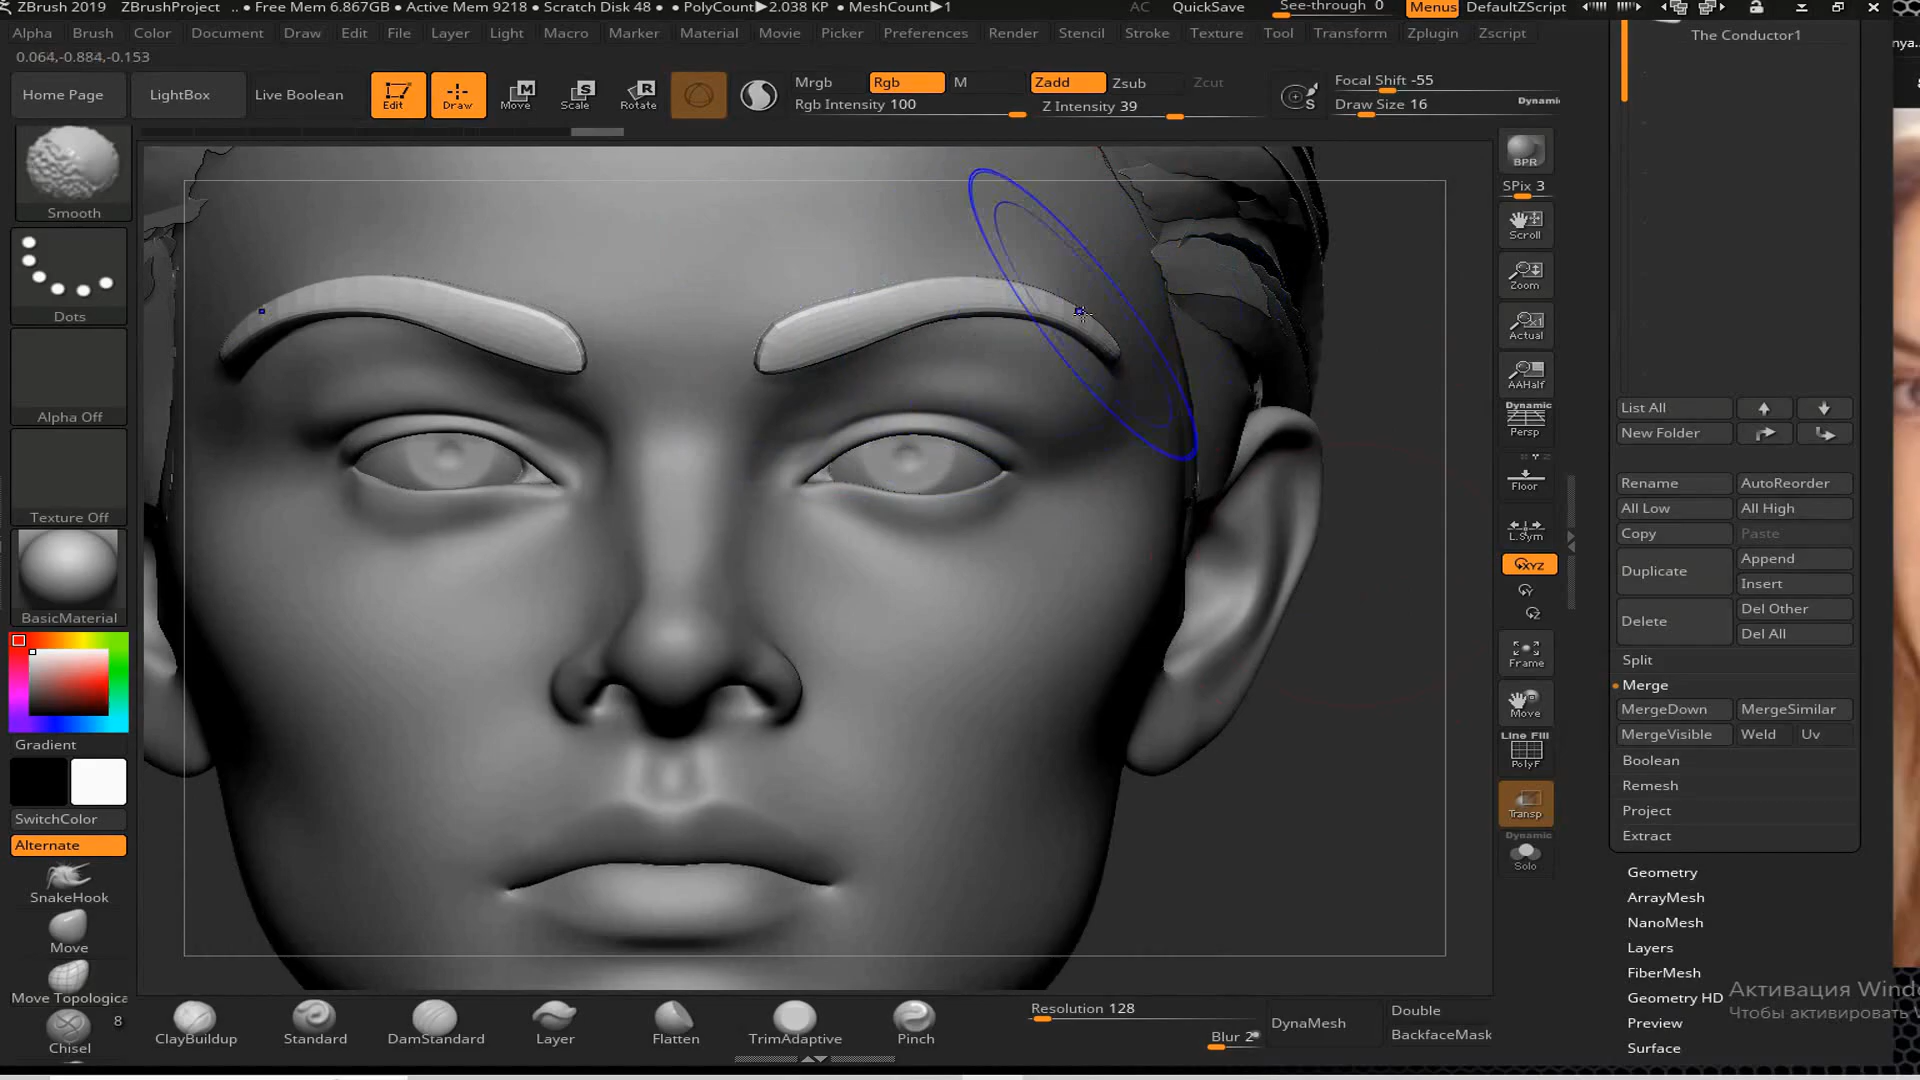 ZBrush 2019 ZBrushProject .. • Free Mem 6.867GB • Active Mem 9218 • Scratch Disk 48 • PolyCount▶2.038 KP • MeshCount▶1 AC QuickSave See-through 0 Menus DefaultZScript
Alpha Brush Color Document Draw Edit File Layer Light Macro Marker Material Movie Picker Preferences Render Stencil Stroke Texture Tool Transform Zplugin Zscript
0.064,-0.884,-0.153
Home Page LightBox Live Boolean Edit Draw Move Scale Rotate
Mrgb Rgb M Zadd Zsub Zcut Focal Shift -55
Rgb Intensity 100 Z Intensity 39 Draw Size 16 Dynamic
Smooth
Dots
Alpha Off
Texture Off
BasicMaterial
Gradient
SwitchColor
Alternate
SnakeHook
Move
Move Topologica
8
Chisel
ClayBuildup Standard DamStandard Layer Flatten TrimAdaptive Pinch
Resolution 128
Blur 2
DynaMesh
Double
BackfaceMask
BPR
SPix 3
Scroll
Zoom
Actual
AAHalf
Dynamic
Persp
Floor
L.Sym
XYZ
Y
Z
Frame
Move
Line Fill
PolyF
Transp
Dynamic
Solo
The Conductor1
List All
New Folder
Rename AutoReorder
All Low All High
Copy Paste
Duplicate Append
Insert
Delete Del Other
Del All
Split
Merge
MergeDown MergeSimilar
MergeVisible Weld Uv
Boolean
Remesh
Project
Extract
Geometry
ArrayMesh
NanoMesh
Layers
FiberMesh
Geometry HD
Preview
Surface
Активация Windo
Чтобы активировать W
nya..